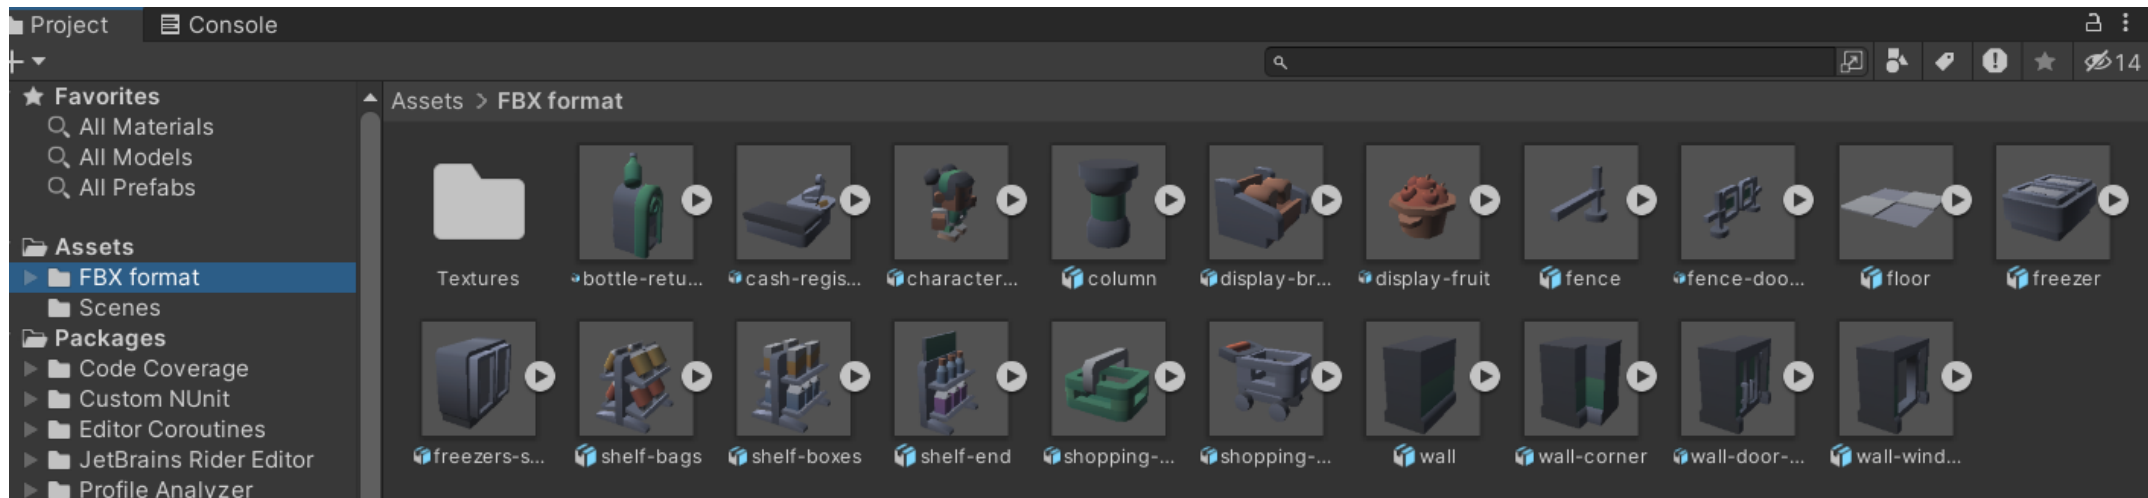 Project
Console
14
Favorites
All Materials
All Models
All Prefabs
Assets
FBX format
Scenes
Packages
Code Coverage
Custom NUnit
Editor Coroutines
JetBrains Rider Editor
Profile Analyzer
Assets > FBX format
Textures
bottle-retu...
cash-regis...
character...
column
display-br...
display-fruit
fence
fence-doo...
floor
freezer
freezers-s...
shelf-bags
shelf-boxes
shelf-end
shopping-...
shopping-...
wall
wall-corner
wall-door-...
wall-wind...